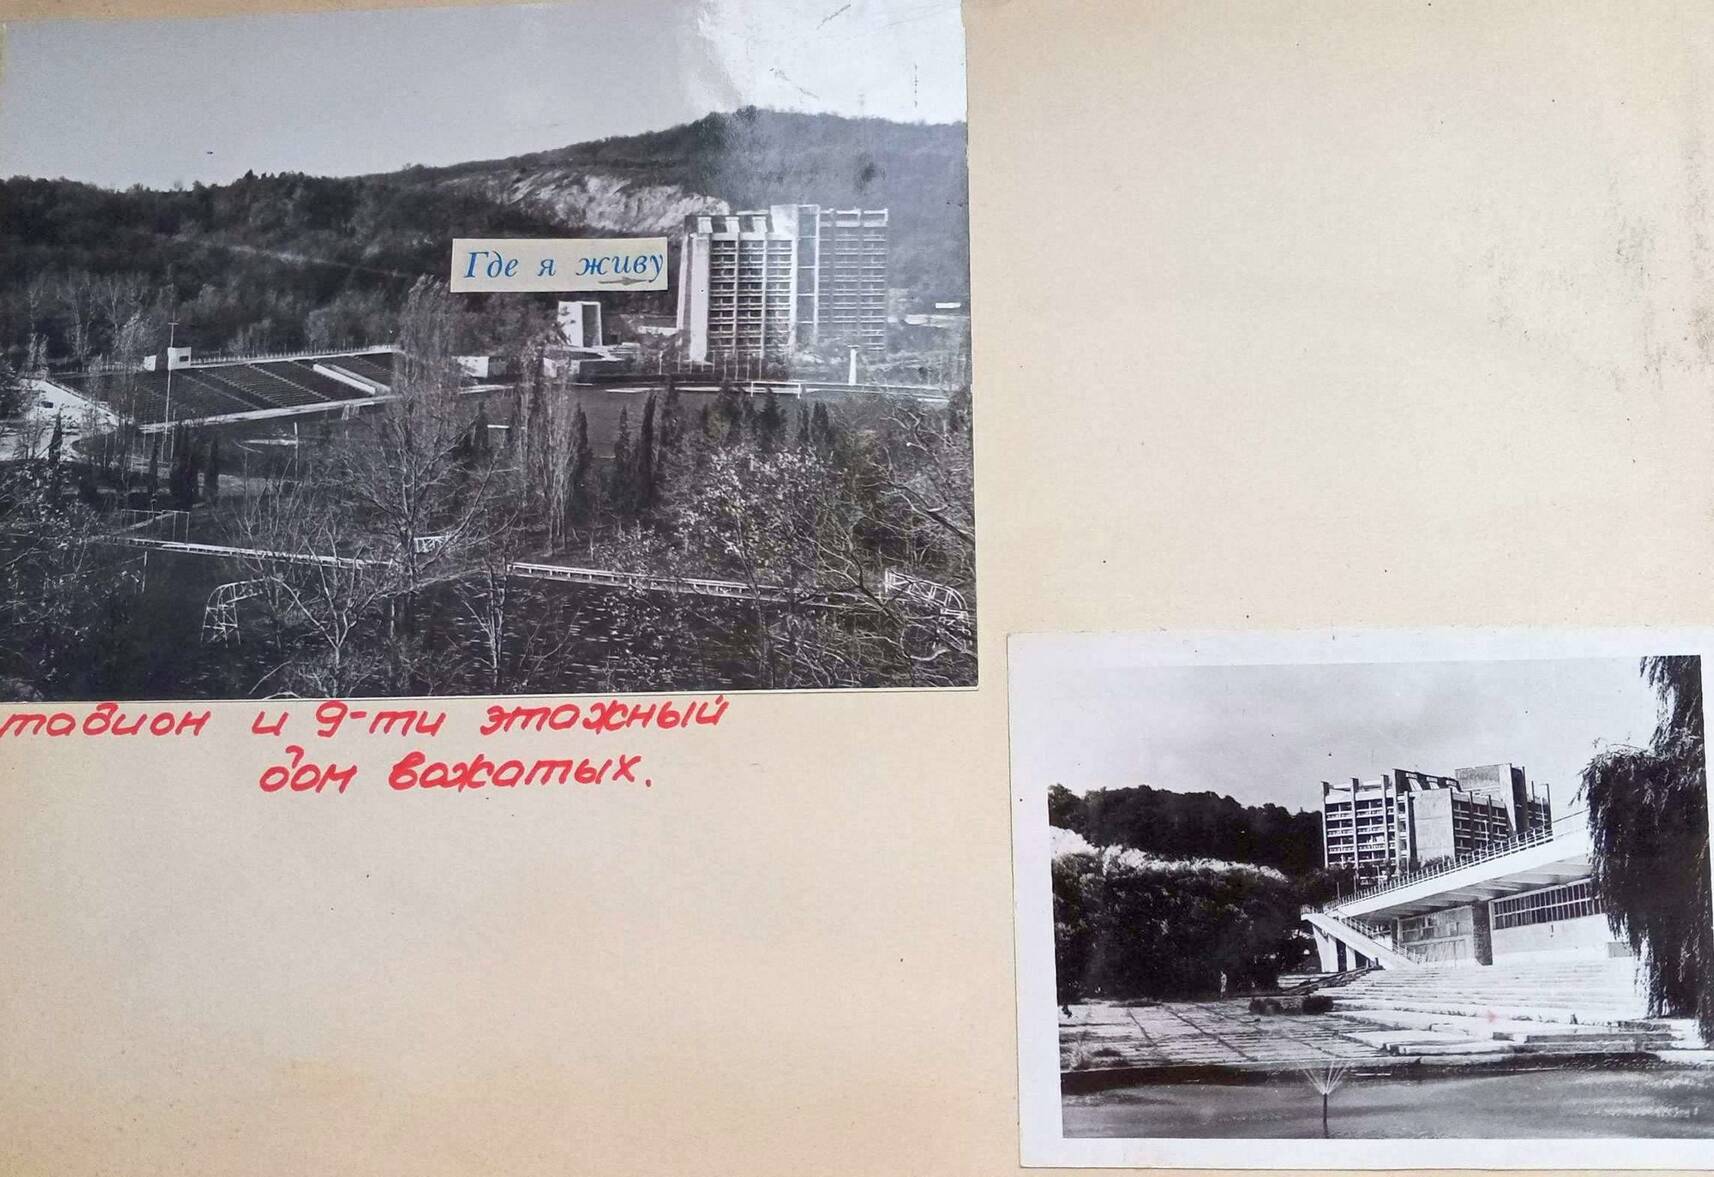 Где я живу
тадион и 9-ти этажный
дом вожатых.